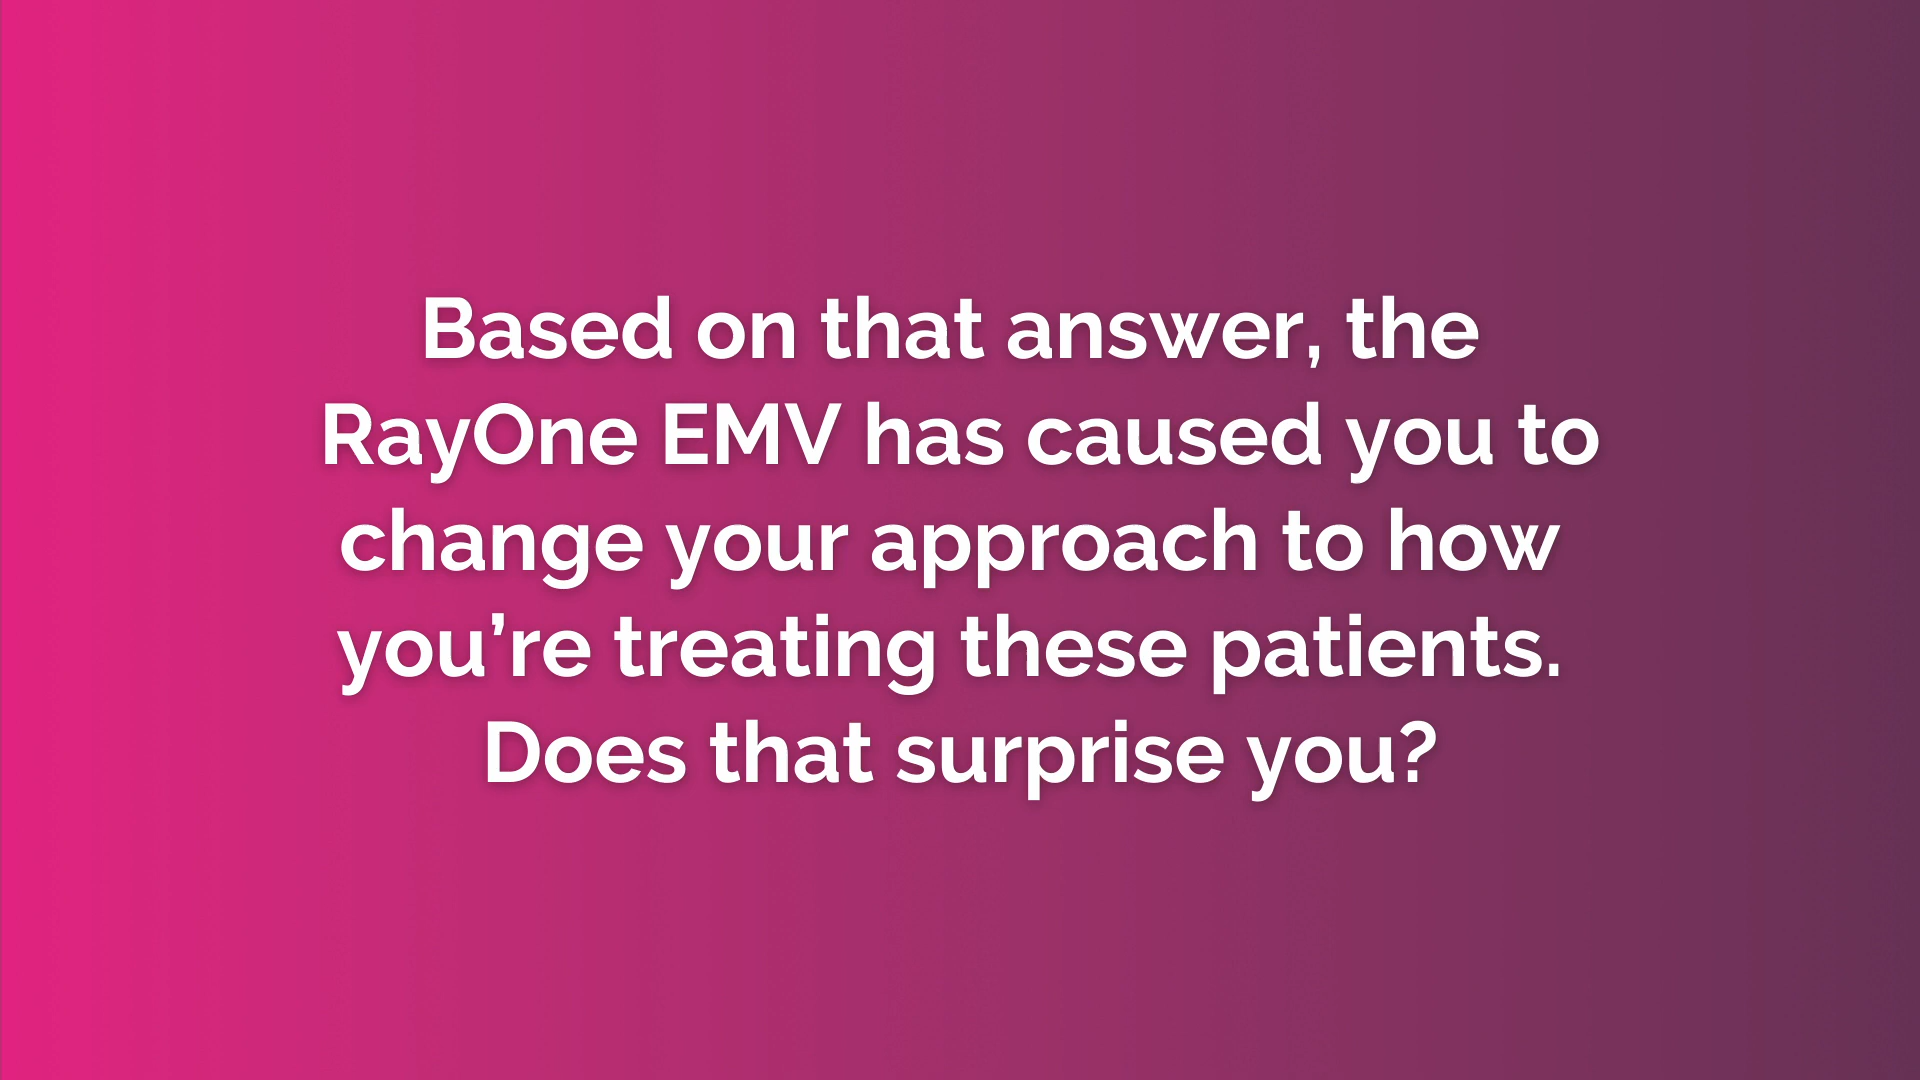 Based on that answer, the
RayOne EMV has caused you to
change your approach to how
you’re treating these patients.
Does that surprise you?